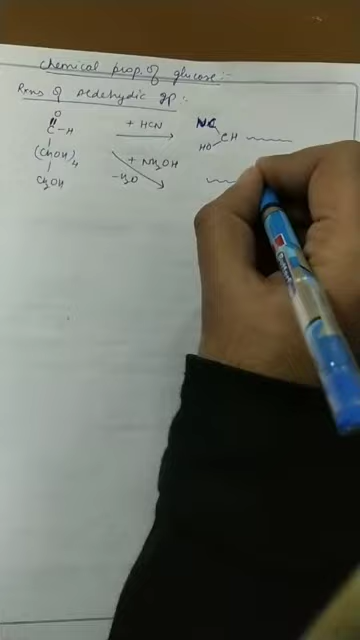 Chemical prop. of glucose :-
Rxns of aldehydic gp :-
O
C-H + HCN NC CH
HO
(CHOH)4 + NH2OH
CH2OH -H2O